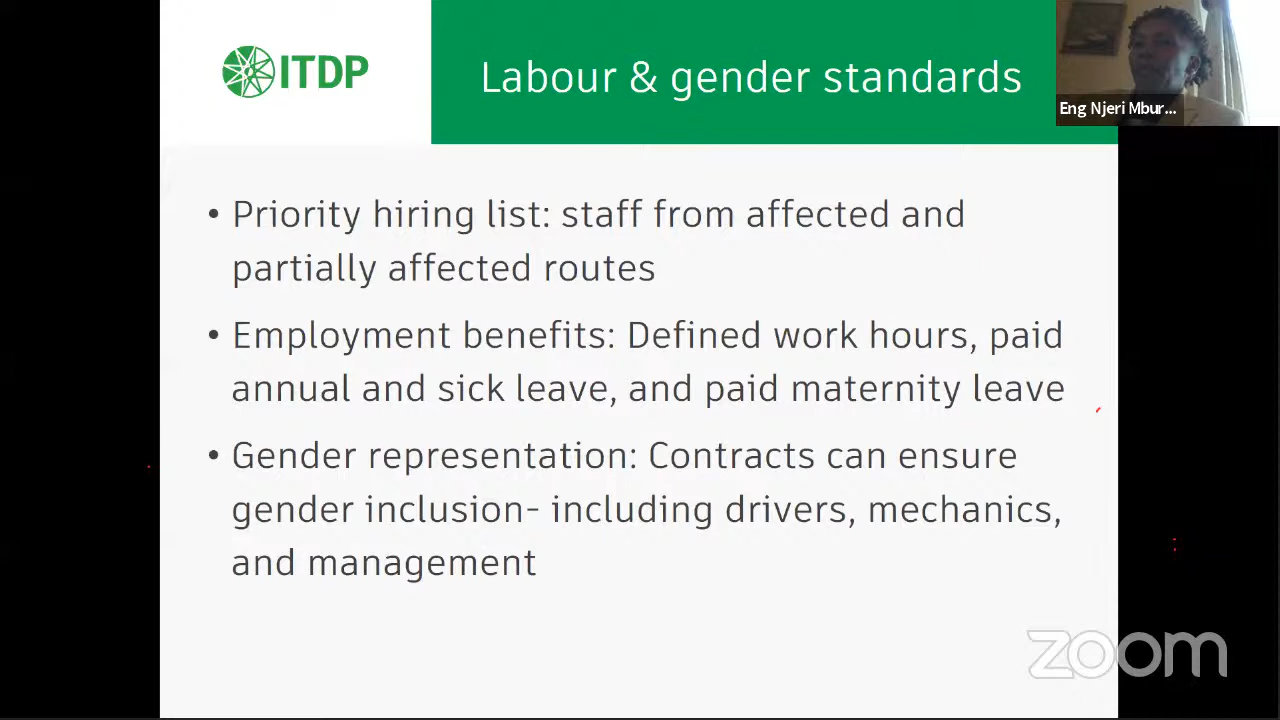 ITDP
Labour & gender standards
Eng Njeri Mbur...
• Priority hiring list: staff from affected and
partially affected routes
• Employment benefits: Defined work hours, paid
annual and sick leave, and paid maternity leave
• Gender representation: Contracts can ensure
gender inclusion- including drivers, mechanics,
and management
zoom